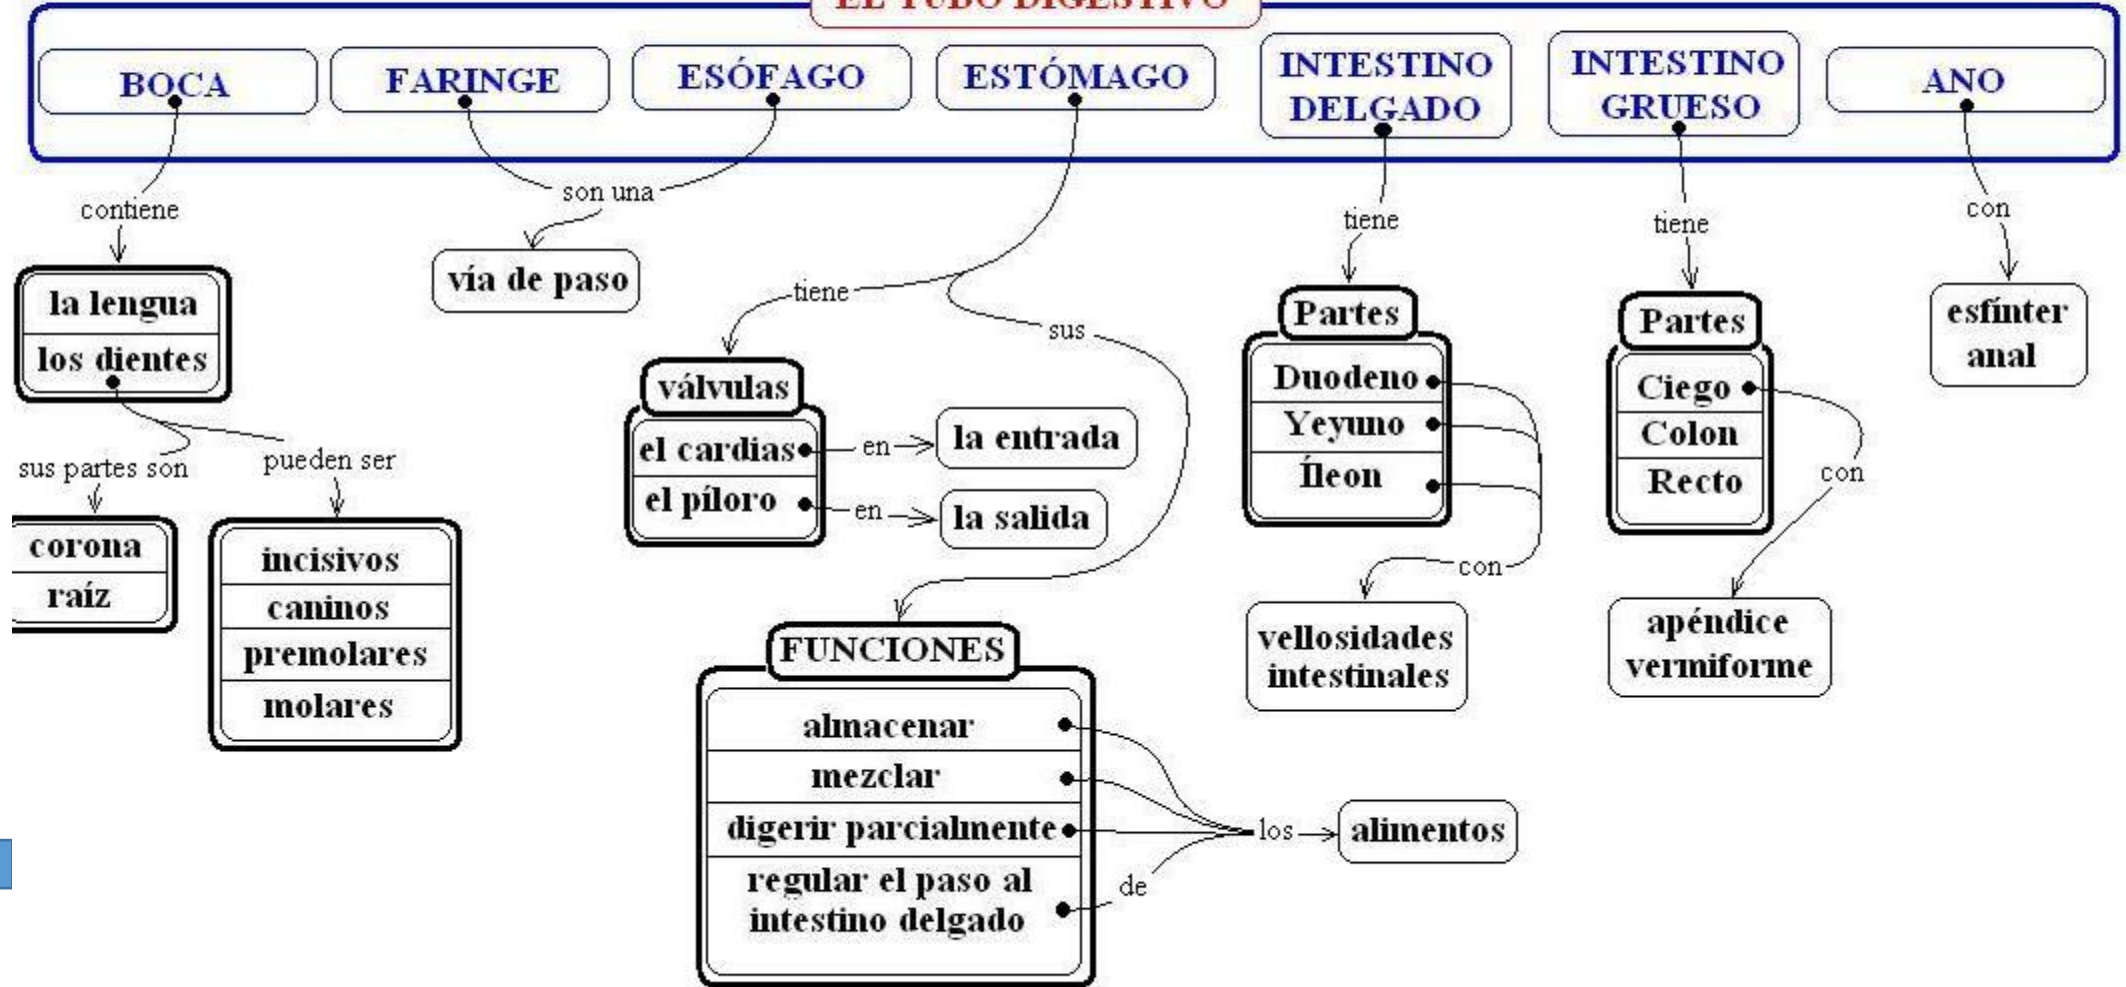 EL TUBO DIGESTIVO
BOCA
FARINGE
ESÓFAGO
ESTÓMAGO
INTESTINO
DELGADO
INTESTINO
GRUESO
ANO
contiene
la lengua
los dientes
sus partes son
corona
raíz
pueden ser
incisivos
caninos
premolares
molares
son una
vía de paso
tiene
válvulas
el cardias
en
la entrada
el píloro
en
la salida
sus
FUNCIONES
almacenar
mezclar
digerir parcialmente
regular el paso al
intestino delgado
de
los
alimentos
tiene
Partes
Duodeno
Yeyuno
Íleon
con
vellosidades
intestinales
tiene
Partes
Ciego
Colon
Recto
con
apéndice
vermiforme
con
esfínter
anal